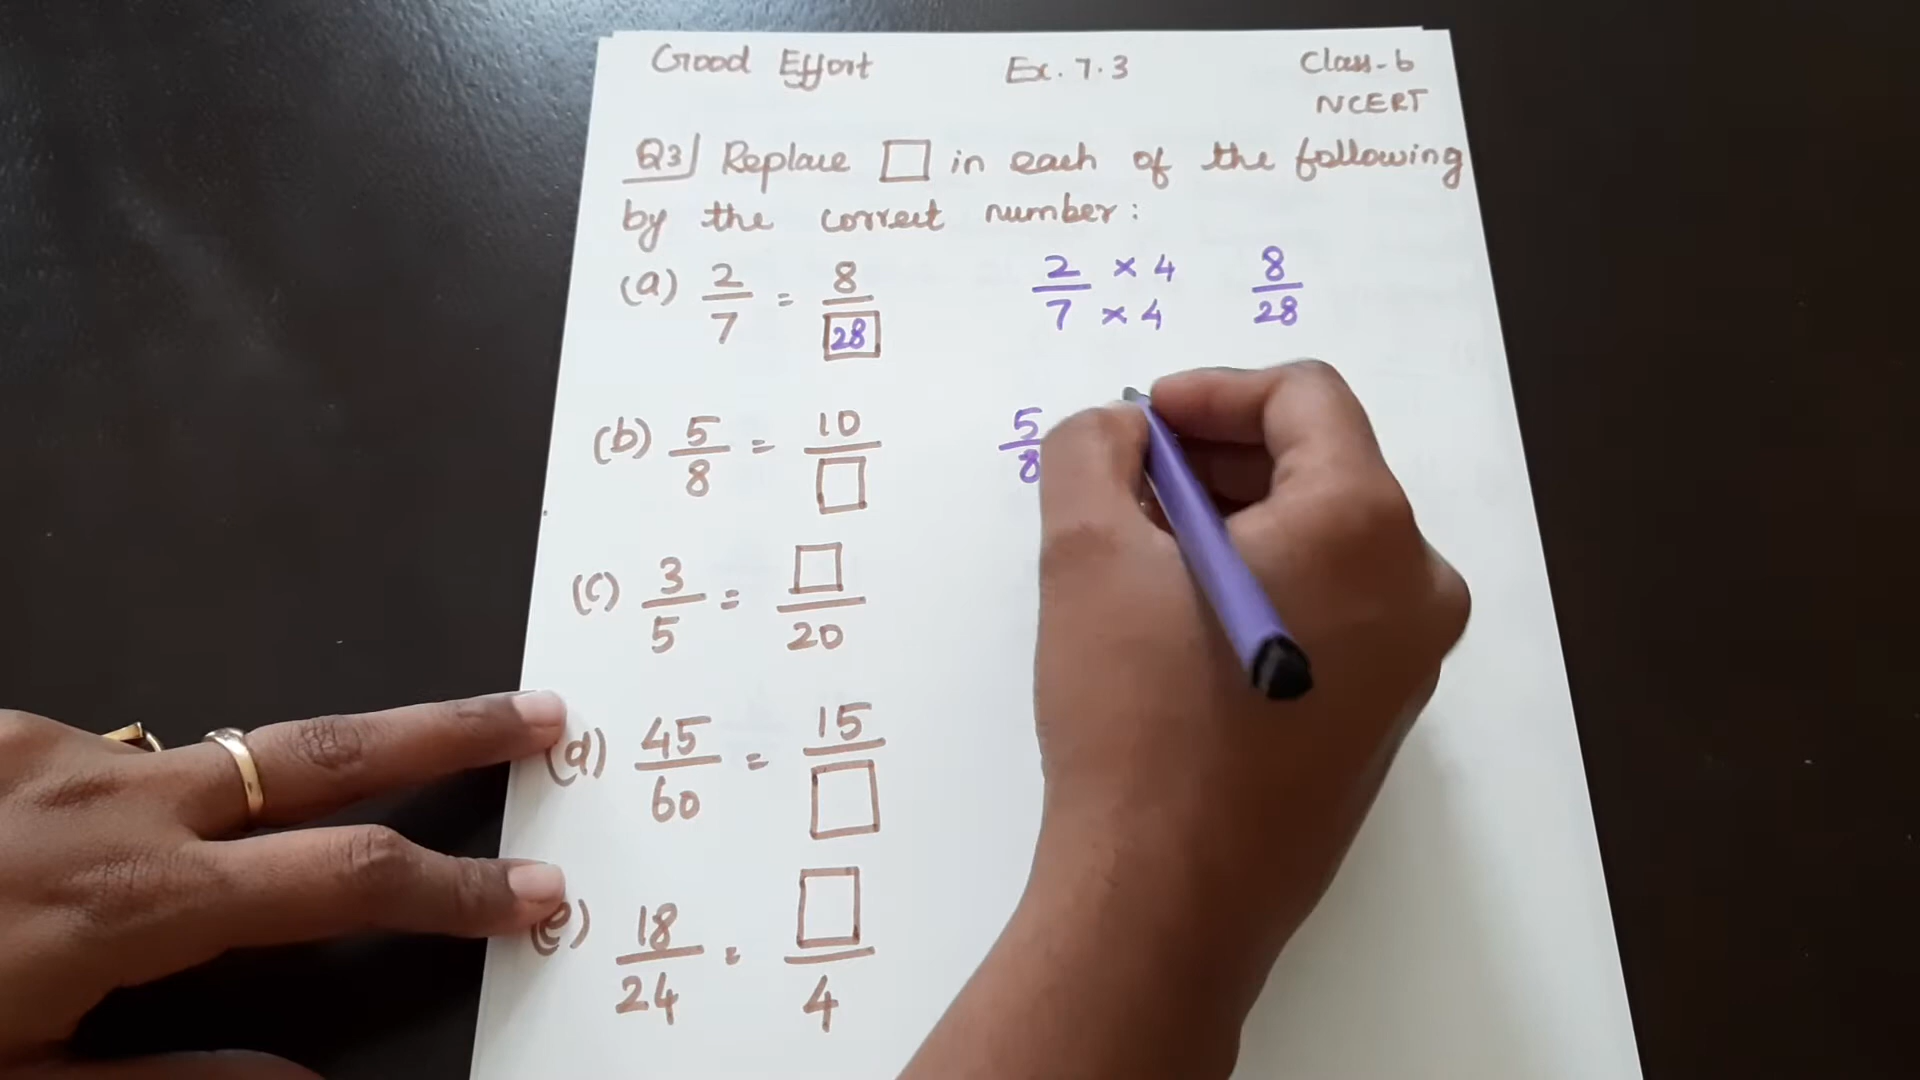 Good Effort Ex. 7.3 Class-6
NCERT
Q3 Replace □ in each of the following
by the correct number:
(a) 2/7 = 8/28 2/7 × 4 × 4 8/28
(b) 5/8 = 10/□ 5/8
(c) 3/5 = □/20
(d) 45/60 = 15/□
(e) 18/24 = □/4